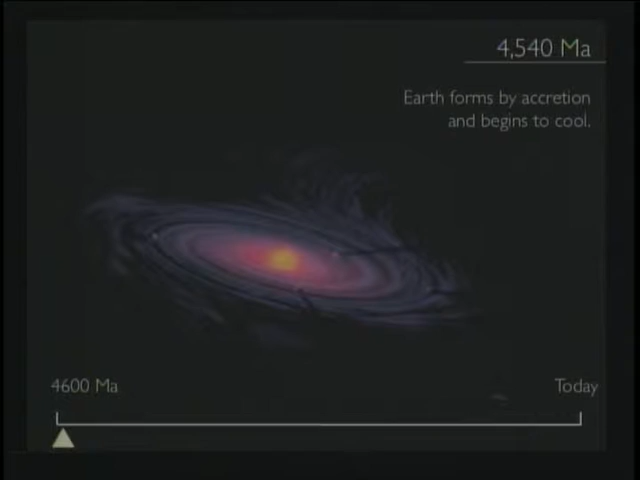 4,540 Ma
Earth forms by accretion
and begins to cool.
4600 Ma
Today